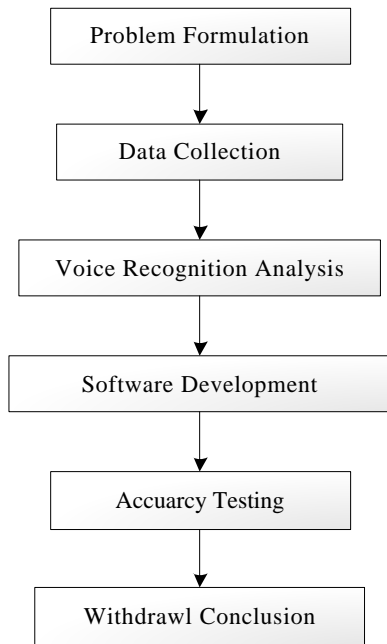 Problem Formulation
Data Collection
Voice Recognition Analysis
Software Development
Accuarcy Testing
Withdrawl Conclusion